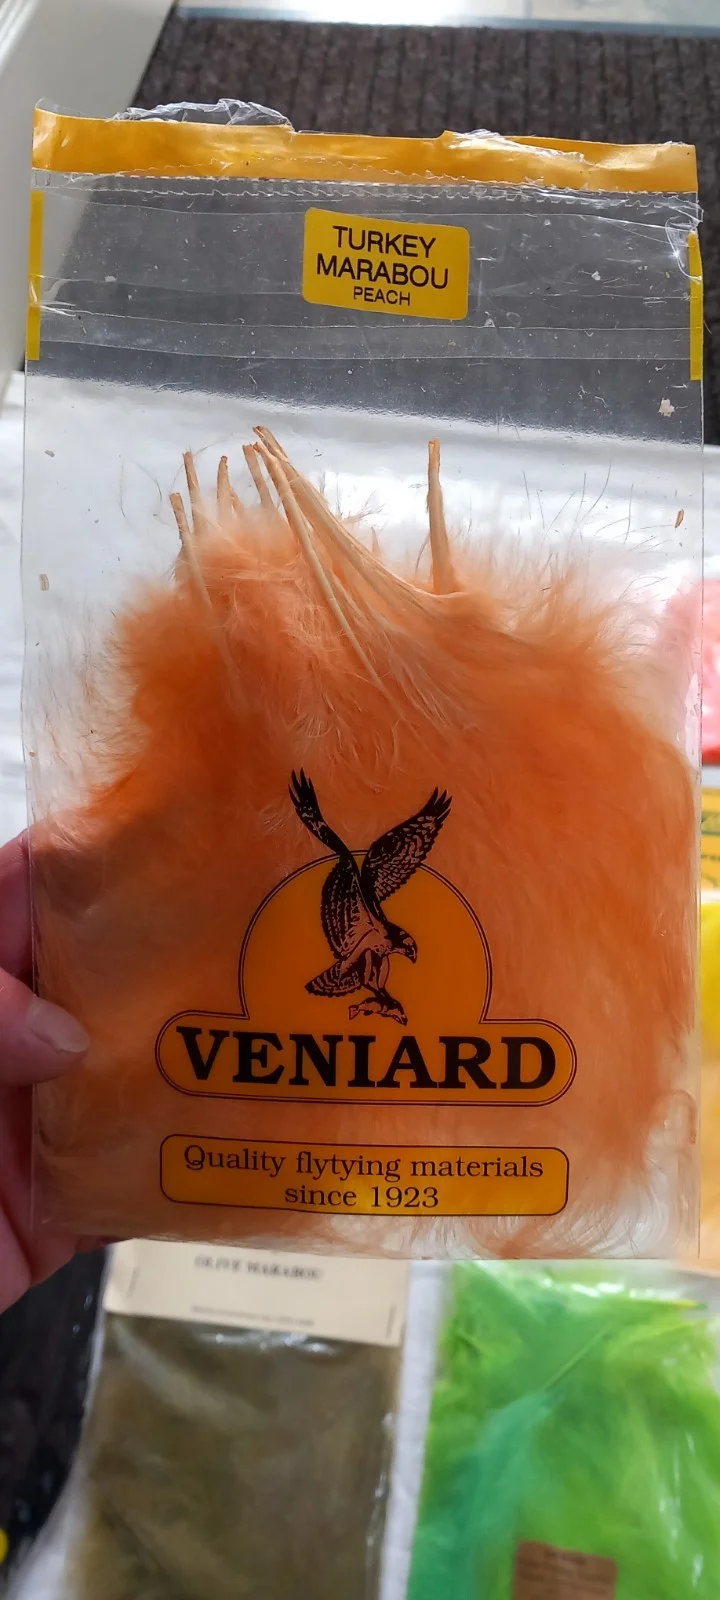 TURKEY
MARABOU
PEACH
VENIARD
Quality flytying materials
since 1923
OLIVE MARABOU